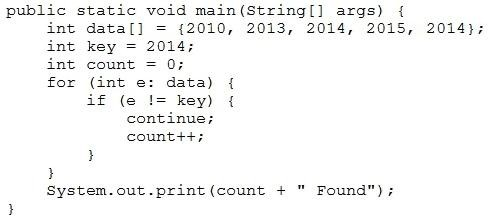 public static void main(String[] args) {
    int data[] = {2010, 2013, 2014, 2015, 2014};
    int key = 2014;
    int count = 0;
    for (int e: data) {
        if (e != key) {
            continue;
            count++;
        }
    }
    System.out.print(count + " Found");
}